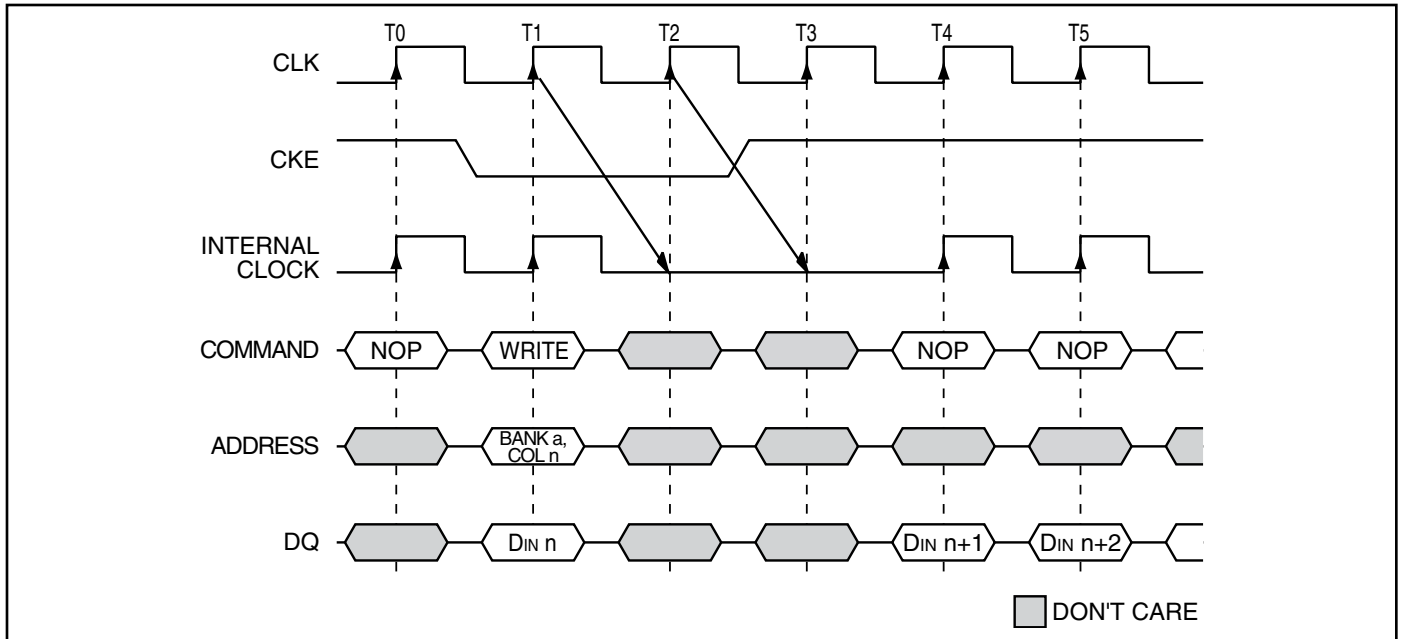 T0 T1 T2 T3 T4 T5
CLK
CKE
INTERNAL
CLOCK
COMMAND NOP WRITE NOP NOP
ADDRESS BANK a,
COL n
DQ DIN n DIN n+1 DIN n+2
DON'T CARE